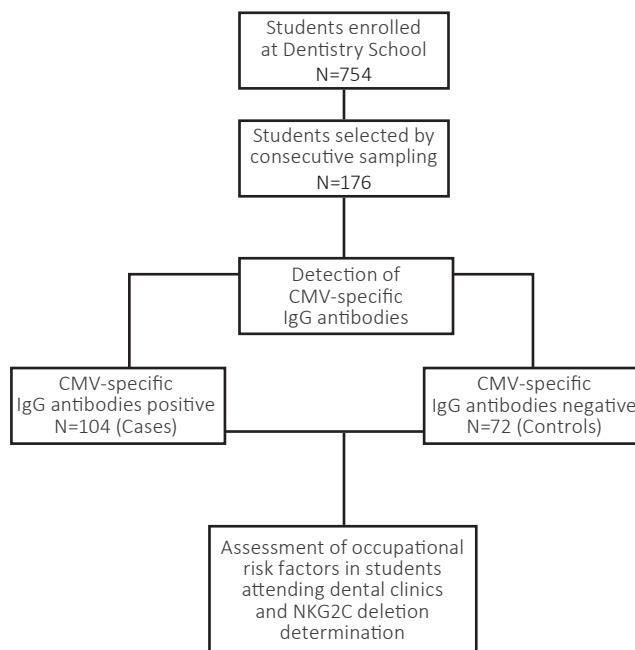 Students enrolled
at Dentistry School
N=754
Students selected by
consecutive sampling
N=176
Detection of
CMV-specific
IgG antibodies
CMV-specific
IgG antibodies positive
N=104 (Cases)
CMV-specific
IgG antibodies negative
N=72 (Controls)
Assessment of occupational
risk factors in students
attending dental clinics
and NKG2C deletion
determination